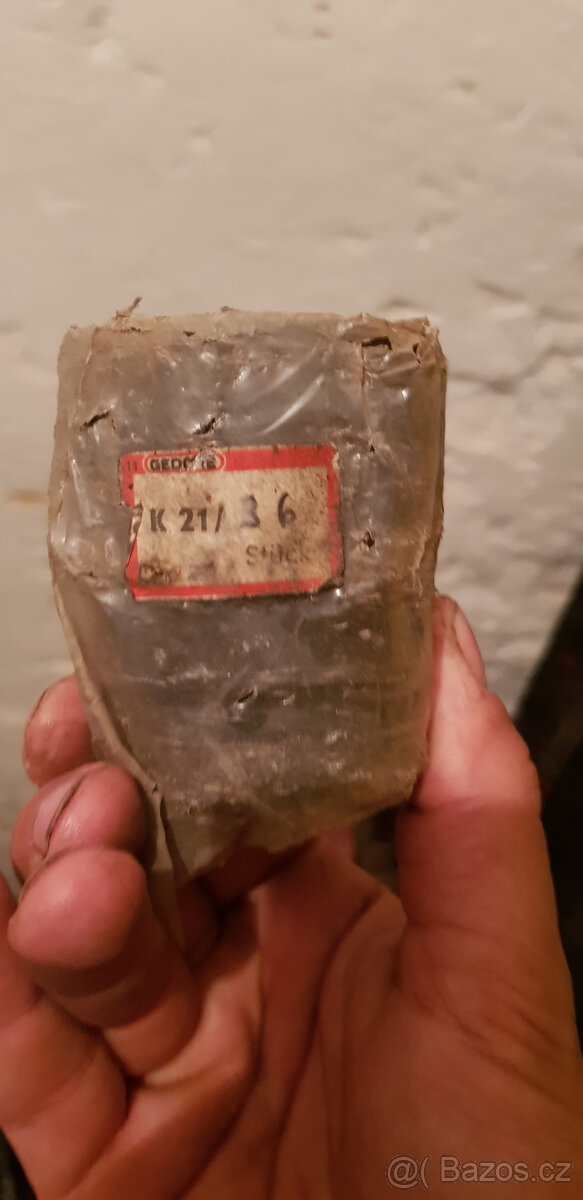 GEDORE
K 21/36
Stück
@( Bazos.cz